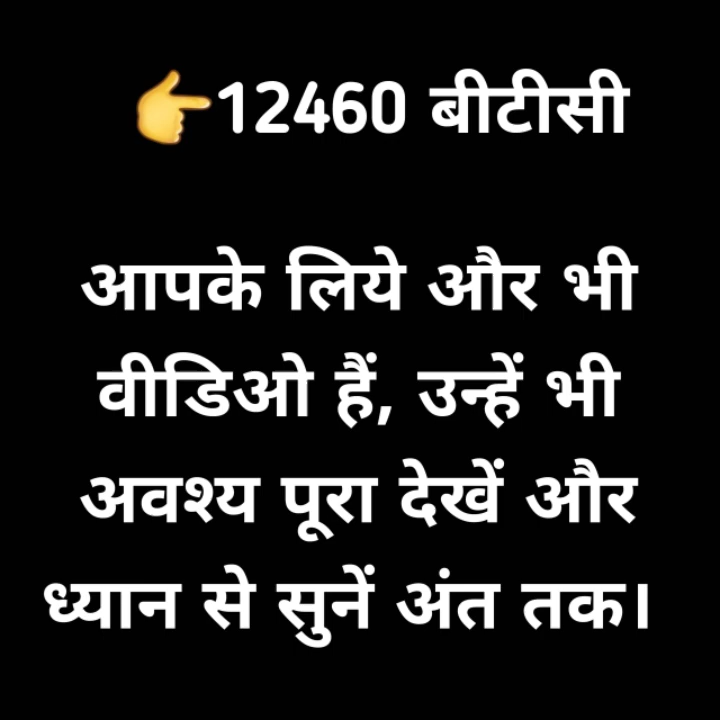 👉12460 बीटीसी
आपके लिये और भी
वीडिओ हैं, उन्हें भी
अवश्य पूरा देखें और
ध्यान से सुनें अंत तक।